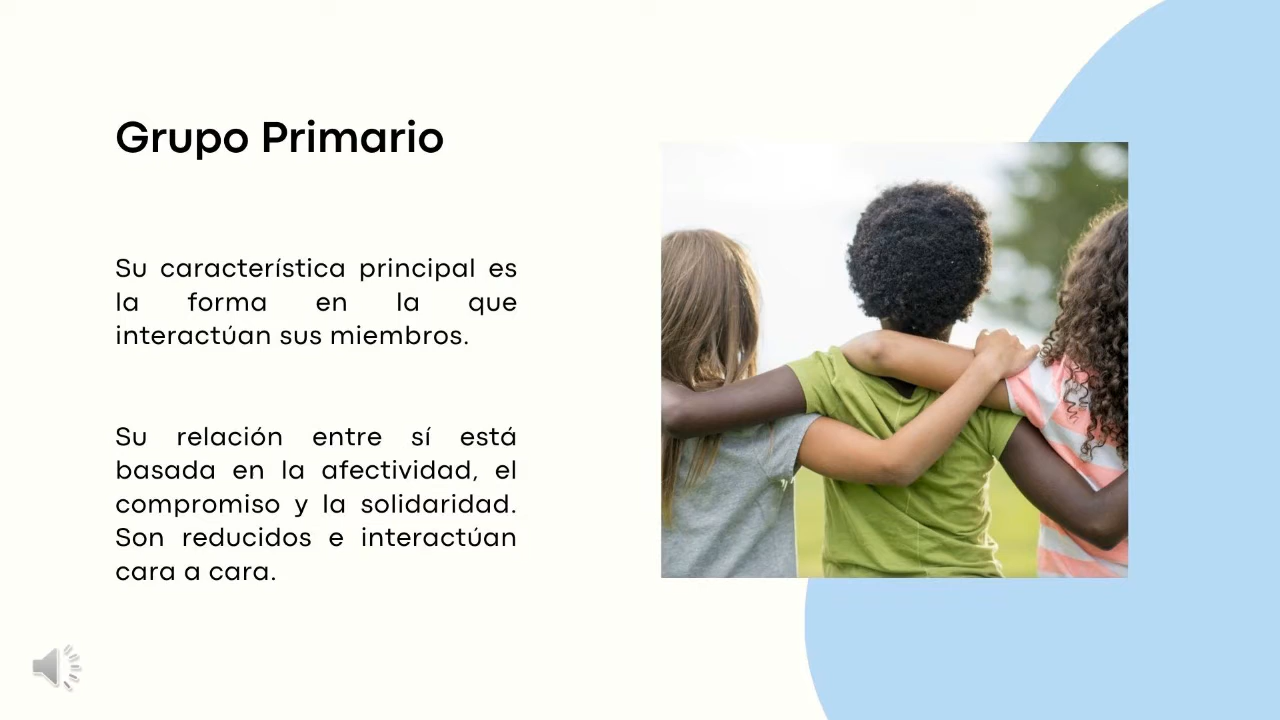 Grupo Primario
Su característica principal es
la forma en la que
interactúan sus miembros.
Su relación entre sí está
basada en la afectividad, el
compromiso y la solidaridad.
Son reducidos e interactúan
cara a cara.